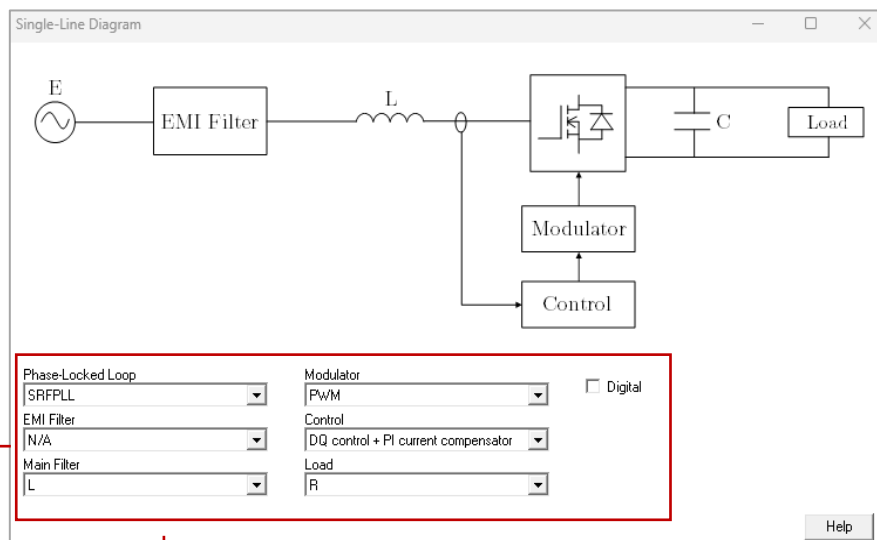 Single-Line Diagram
E
EMI Filter
L
C
Load
Modulator
Control
Phase-Locked Loop
SRFPLL
Modulator
PWM
Digital
EMI Filter
N/A
Control
DQ control + PI current compensator
Main Filter
L
Load
R
Help